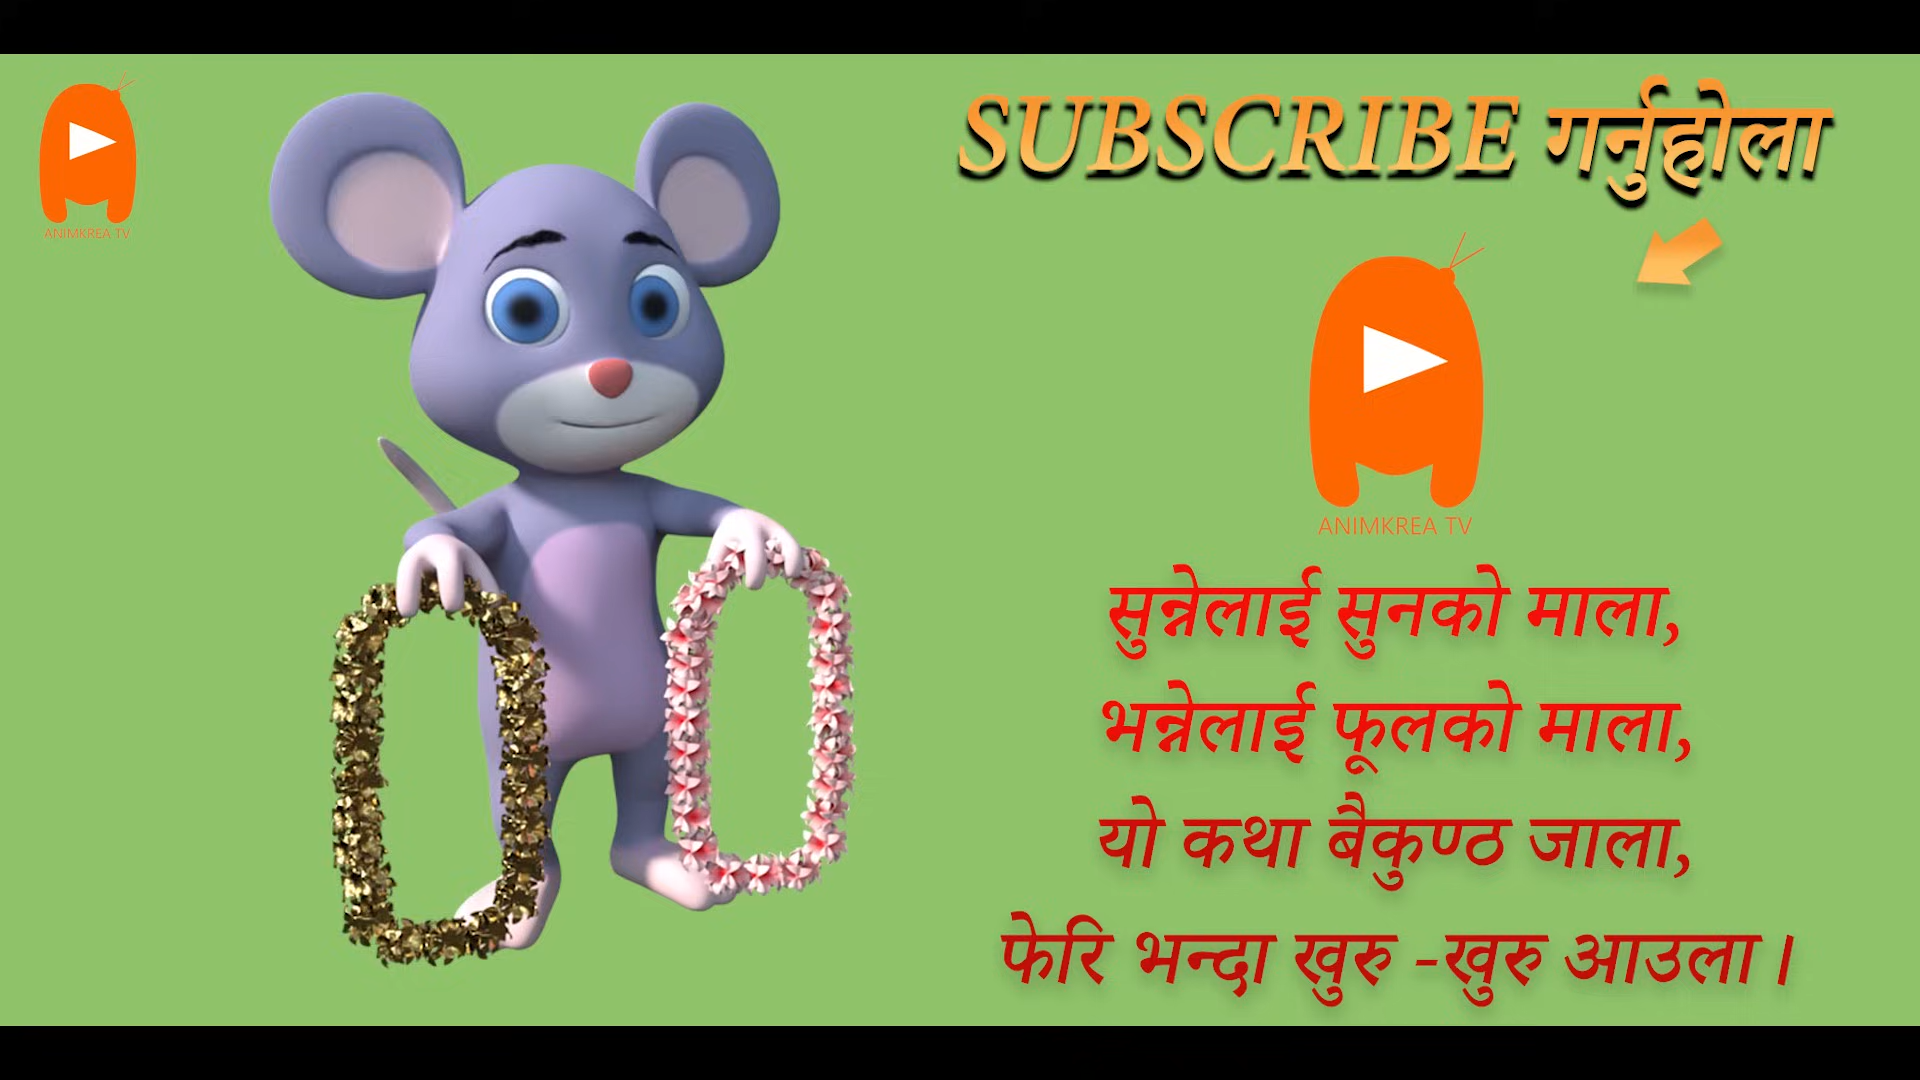 ANIMKREA TV
SUBSCRIBE गर्नुहोला
ANIMKREA TV
सुन्नेलाई सुनको माला,
भन्नेलाई फूलको माला,
यो कथा बैकुण्ठ जाला,
फेरि भन्दा खुरु -खुरु आउला ।